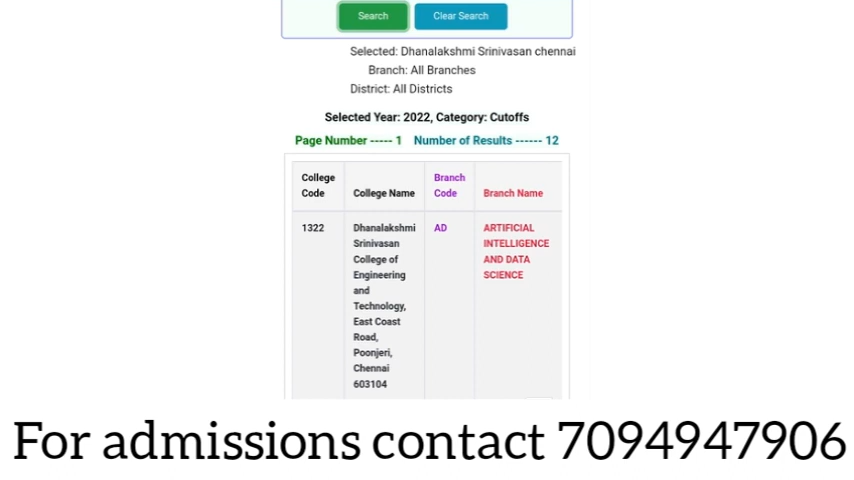 Search Clear Search
Selected: Dhanalakshmi Srinivasan chennai
Branch: All Branches
District: All Districts
Selected Year: 2022, Category: Cutoffs
Page Number ----- 1 Number of Results ------ 12
College Code College Name Branch Code Branch Name
1322 Dhanalakshmi AD ARTIFICIAL
Srinivasan INTELLIGENCE
College of AND DATA
Engineering SCIENCE
and
Technology,
East Coast
Road,
Poonjeri,
Chennai
603104
For admissions contact 7094947906